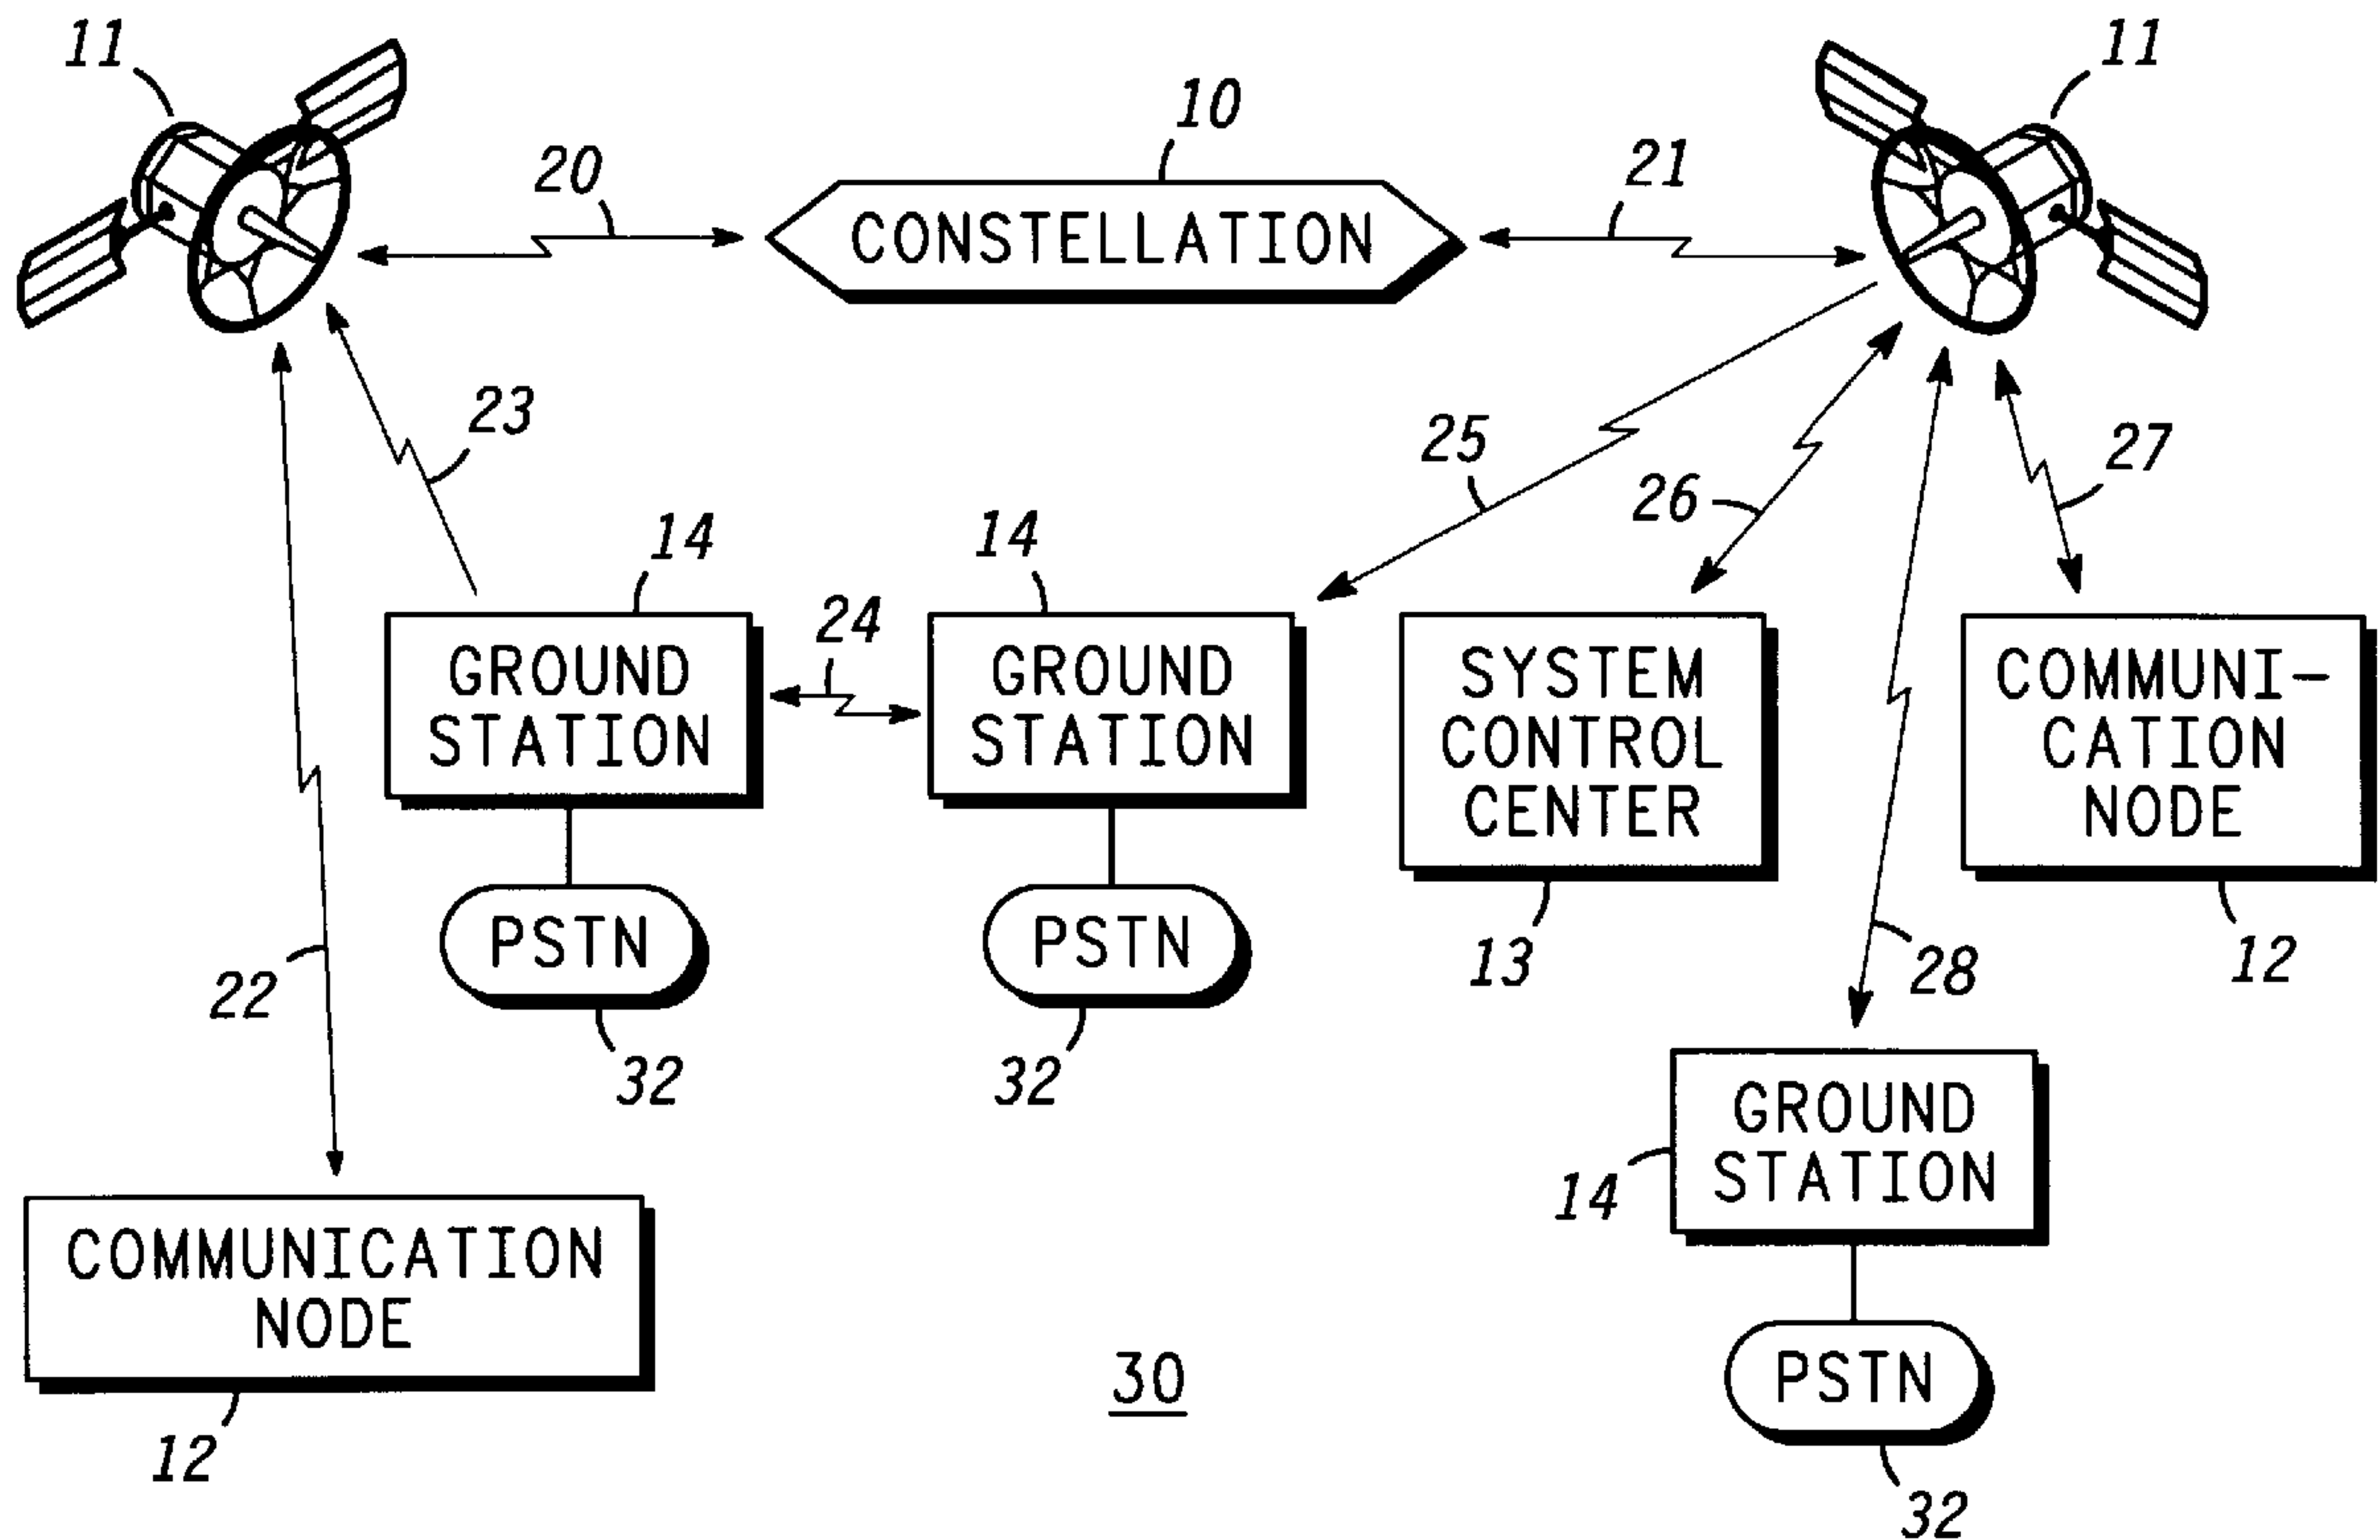 11
10
11
20
CONSTELLATION
21
23
25
26
27
14
14
24
GROUND
STATION
GROUND
STATION
SYSTEM
CONTROL
CENTER
COMMUNI-
CATION
NODE
PSTN
PSTN
22
13
28
12
32
32
GROUND
STATION
14
COMMUNICATION
NODE
30
PSTN
12
32